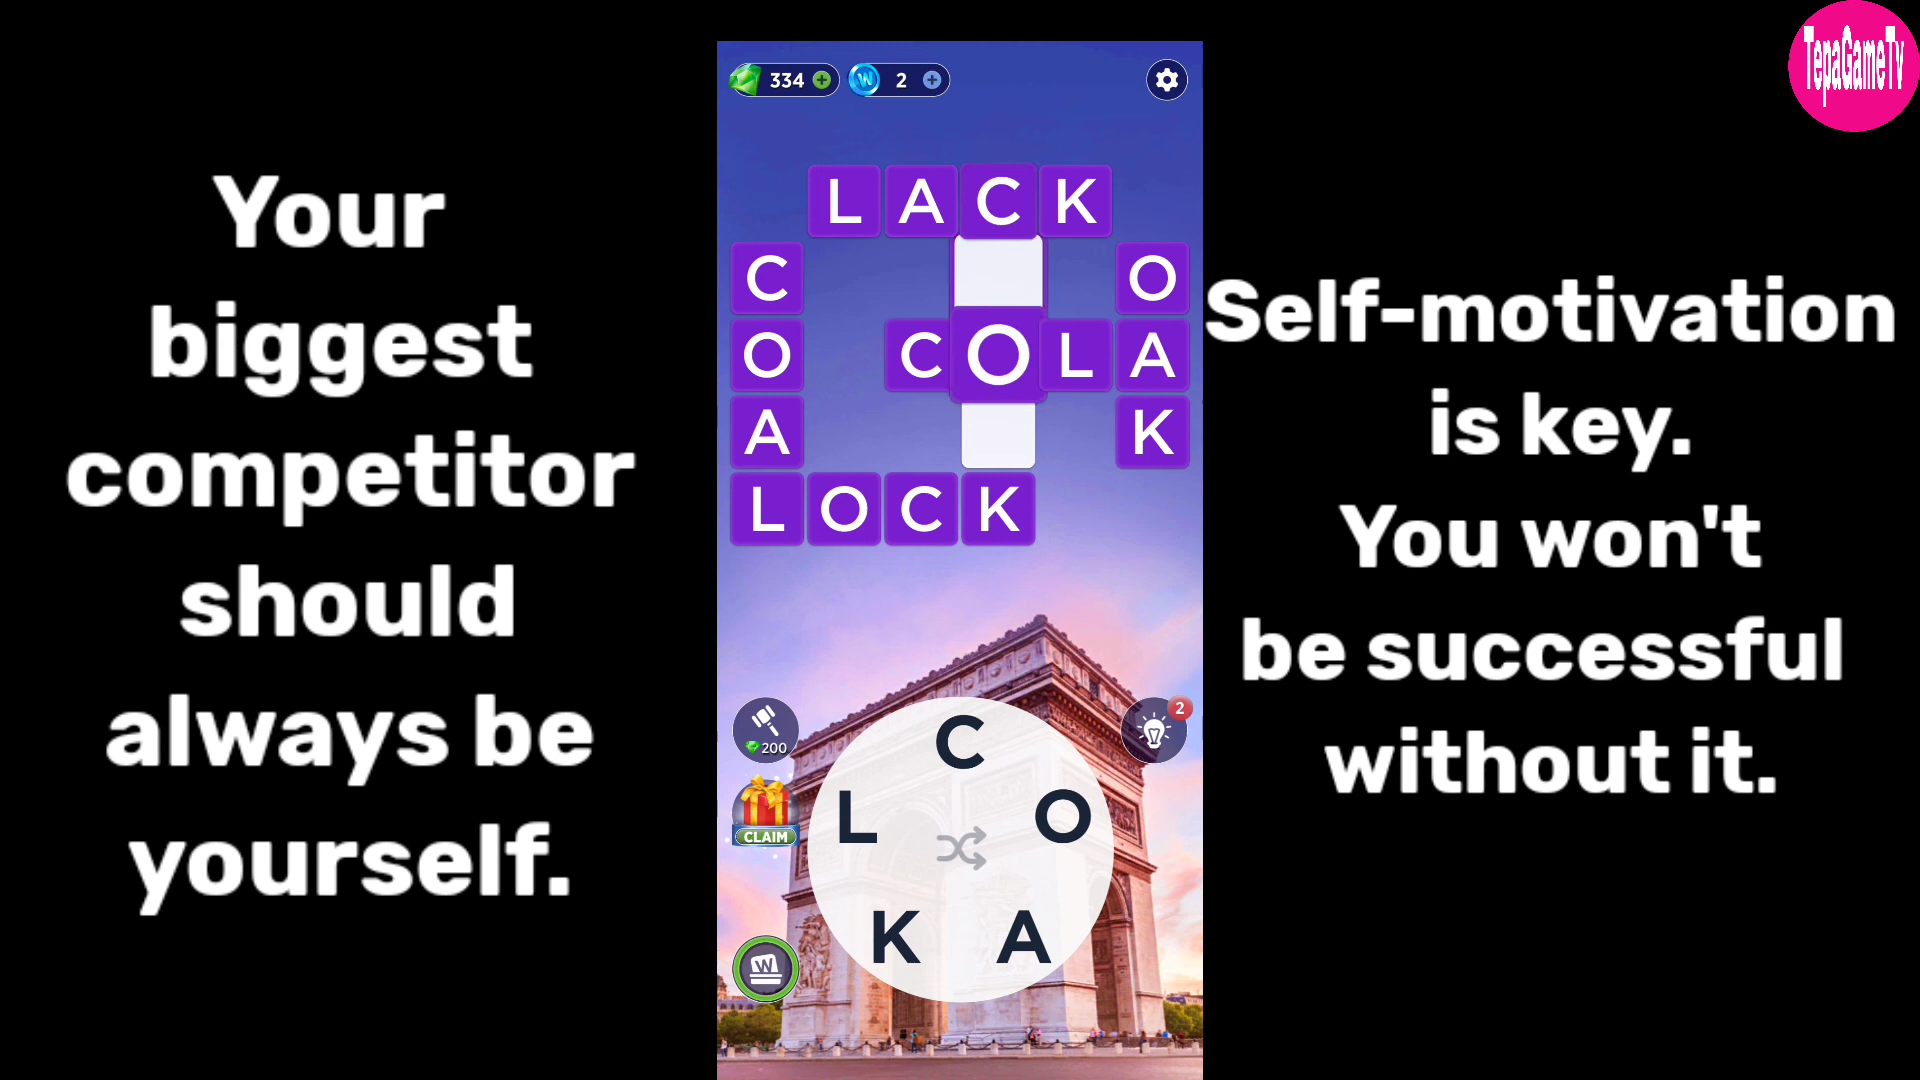 Your
biggest
competitor
should
always be
yourself.
334
2
LACK
C O
O COLA
A K
LOCK
200
2
CLAIM
W
C
L O
K A
Self-motivation
is key.
You won't
be successful
without it.
TepaGameTv